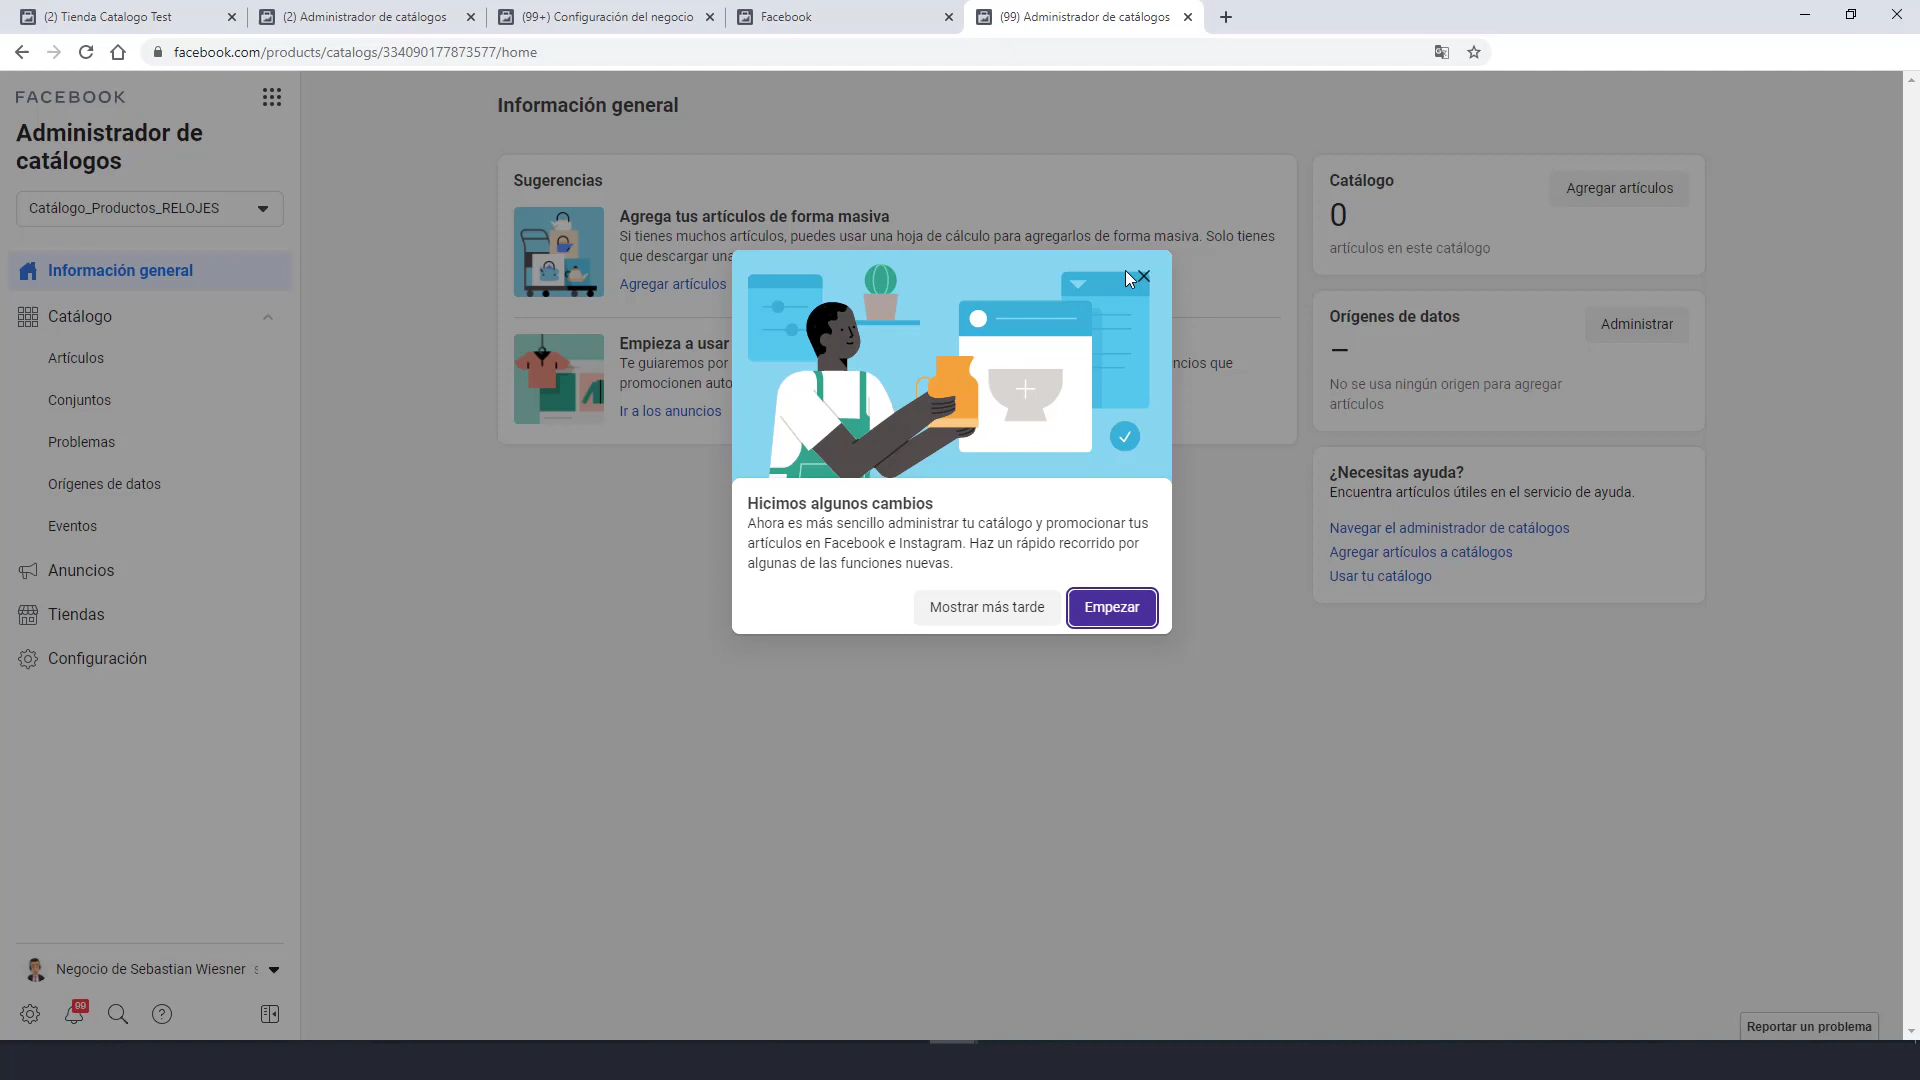 (2) Tienda Catalogo Test
(2) Administrador de catálogos
(99+) Configuración del negocio
Facebook
(99) Administrador de catálogos
facebook.com/products/catalogs/334090177873577/home
FACEBOOK
Administrador de
catálogos
Catálogo_Productos_RELOJES
Información general
Catálogo
Artículos
Conjuntos
Problemas
Orígenes de datos
Eventos
Anuncios
Tiendas
Configuración
Negocio de Sebastian Wiesner
99
Información general
Sugerencias
Agrega tus artículos de forma masiva
Si tienes muchos artículos, puedes usar una hoja de cálculo para agregarlos de forma masiva. Solo tienes
que descargar una
Agregar artículos
Empieza a usar
Te guiaremos por
ncios que
promocionen auto
Ir a los anuncios
Hicimos algunos cambios
Ahora es más sencillo administrar tu catálogo y promocionar tus
artículos en Facebook e Instagram. Haz un rápido recorrido por
algunas de las funciones nuevas.
Mostrar más tarde
Empezar
Catálogo
Agregar artículos
0
artículos en este catálogo
Orígenes de datos
Administrar
—
No se usa ningún origen para agregar
artículos
¿Necesitas ayuda?
Encuentra artículos útiles en el servicio de ayuda.
Navegar el administrador de catálogos
Agregar artículos a catálogos
Usar tu catálogo
Reportar un problema